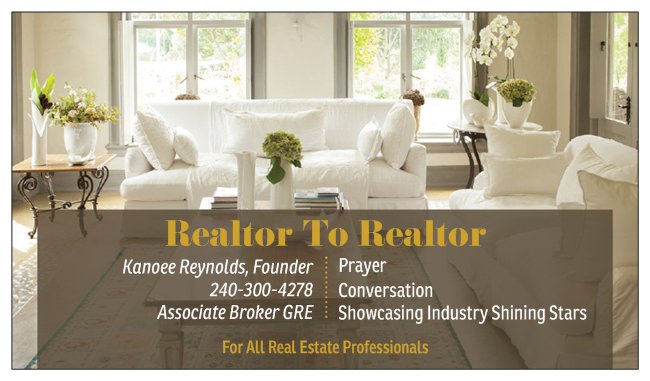 Realtor To Realtor
Kanoee Reynolds, Founder
240-300-4278
Associate Broker GRE
Prayer
Conversation
Showcasing Industry Shining Stars
For All Real Estate Professionals